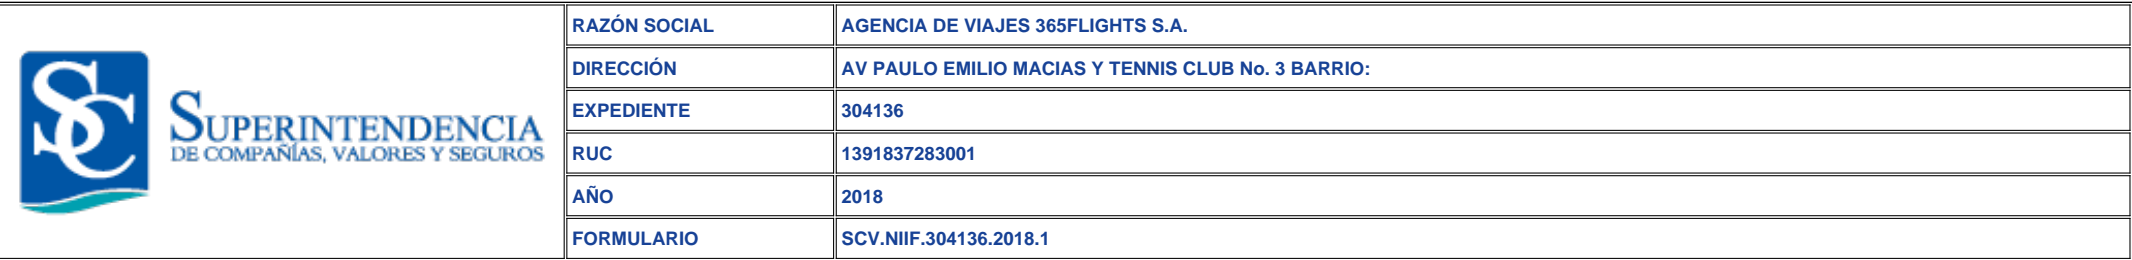 SC
SUPERINTENDENCIA
DE COMPAÑÍAS, VALORES Y SEGUROS
RAZÓN SOCIAL AGENCIA DE VIAJES 365FLIGHTS S.A.
DIRECCIÓN AV PAULO EMILIO MACIAS Y TENNIS CLUB No. 3 BARRIO:
EXPEDIENTE 304136
RUC 1391837283001
AÑO 2018
FORMULARIO SCV.NIIF.304136.2018.1